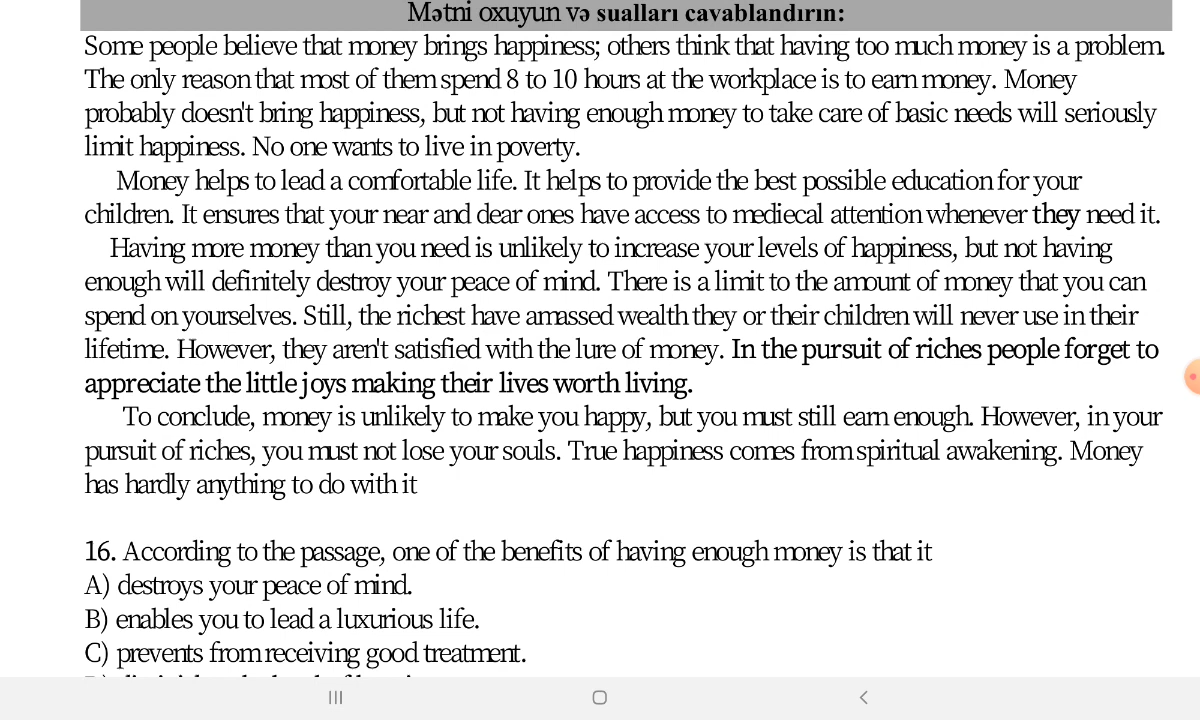 Mətni oxuyun və sualları cavablandırın:
Some people believe that money brings happiness; others think that having too much money is a problem.
The only reason that most of them spend 8 to 10 hours at the workplace is to earn money. Money
probably doesn't bring happiness, but not having enough money to take care of basic needs will seriously
limit happiness. No one wants to live in poverty.
Money helps to lead a comfortable life. It helps to provide the best possible education for your
children. It ensures that your near and dear ones have access to mediecal attention whenever they need it.
Having more money than you need is unlikely to increase your levels of happiness, but not having
enough will definitely destroy your peace of mind. There is a limit to the amount of money that you can
spend on yourselves. Still, the richest have amassed wealth they or their children will never use in their
lifetime. However, they aren't satisfied with the lure of money. In the pursuit of riches people forget to
appreciate the little joys making their lives worth living.
To conclude, money is unlikely to make you happy, but you must still earn enough. However, in your
pursuit of riches, you must not lose your souls. True happiness comes from spiritual awakening. Money
has hardly anything to do with it
16. According to the passage, one of the benefits of having enough money is that it
A) destroys your peace of mind.
B) enables you to lead a luxurious life.
C) prevents from receiving good treatment.